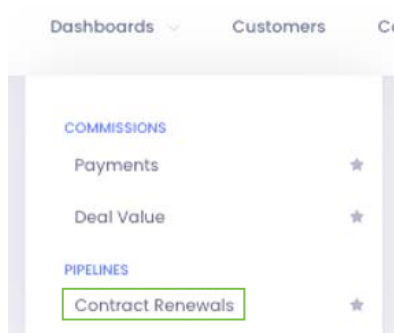 Dashboards Customers
COMMISSIONS
Payments
Deal Value
PIPELINES
Contract Renewals